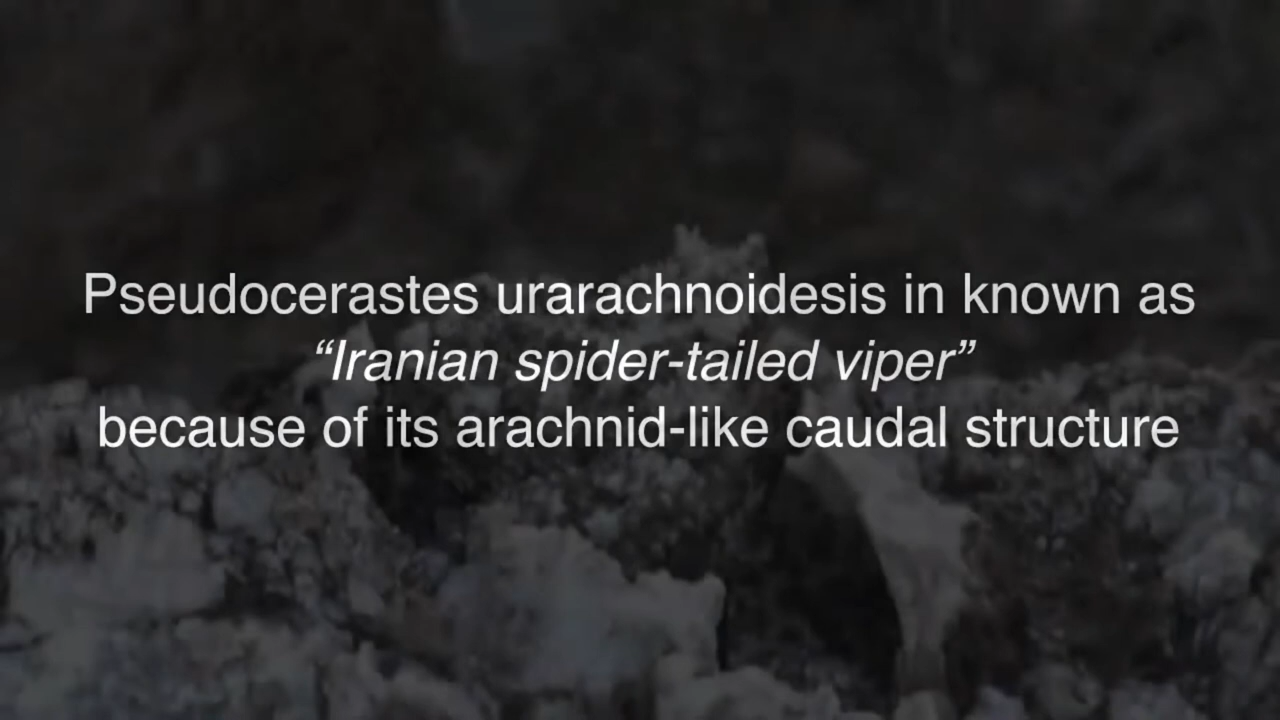 Pseudocerastes urarachnoidesis in known as
“Iranian spider-tailed viper”
because of its arachnid-like caudal structure